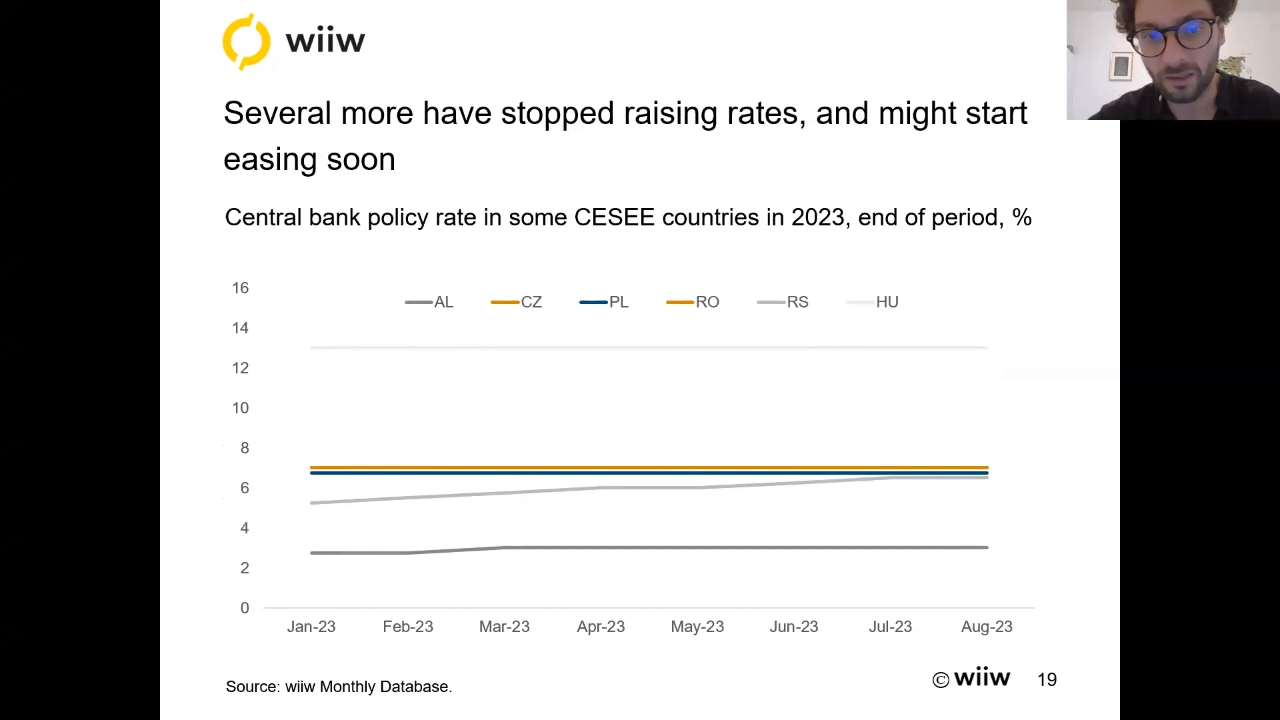 wiiw
Several more have stopped raising rates, and might start
easing soon
Central bank policy rate in some CESEE countries in 2023, end of period, %
16
AL CZ PL RO RS HU
14
12
10
8
6
4
2
0
Jan-23 Feb-23 Mar-23 Apr-23 May-23 Jun-23 Jul-23 Aug-23
Source: wiiw Monthly Database.
© wiiw 19